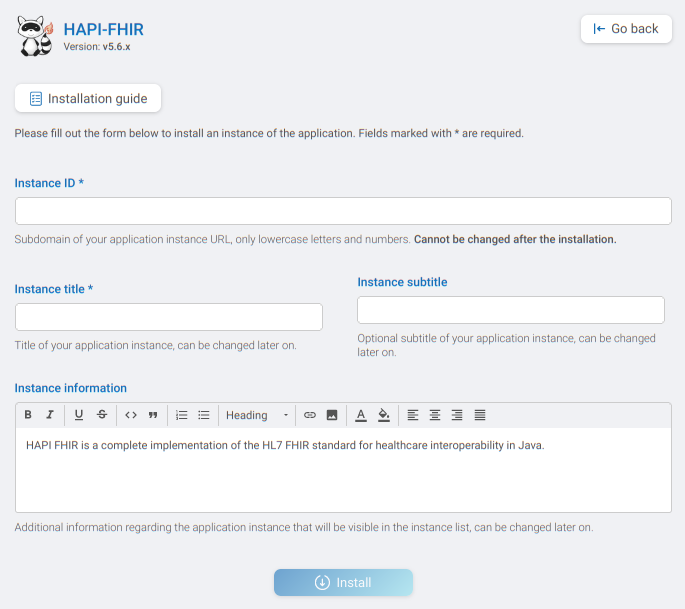 HAPI-FHIR
Version: v5.6.x
Go back
Installation guide
Please fill out the form below to install an instance of the application. Fields marked with * are required.
Instance ID *
Subdomain of your application instance URL, only lowercase letters and numbers. Cannot be changed after the installation.
Instance title *
Title of your application instance, can be changed later on.
Instance subtitle
Optional subtitle of your application instance, can be changed
later on.
Instance information
B I U S Heading A
HAPI FHIR is a complete implementation of the HL7 FHIR standard for healthcare interoperability in Java.
Additional information regarding the application instance that will be visible in the instance list, can be changed later on.
Install